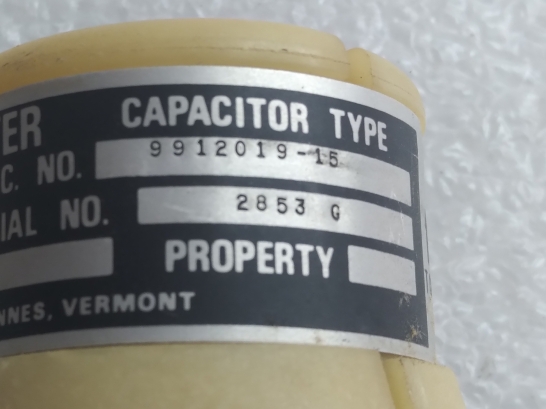 ER CAPACITOR TYPE
C. NO. 9912019-15
IAL NO. 2853 G
PROPERTY
NNES, VERMONT